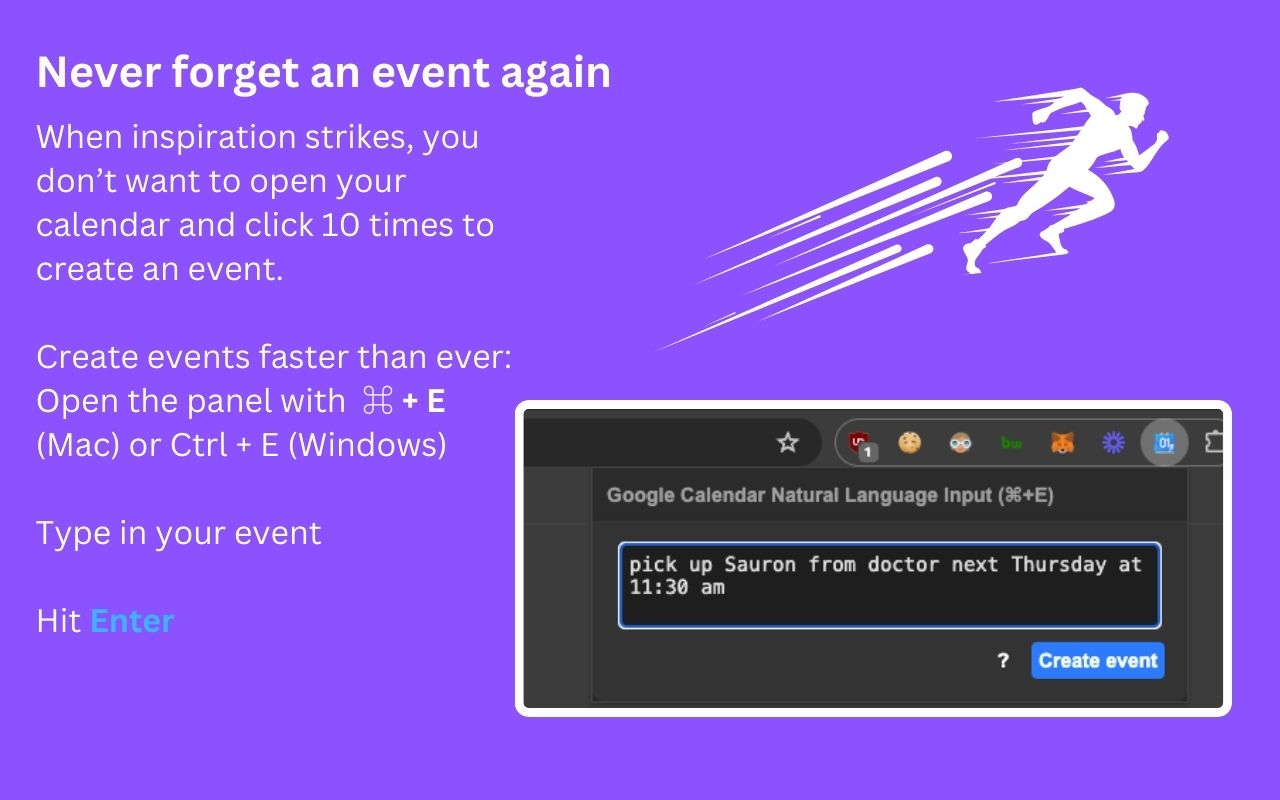 Never forget an event again
When inspiration strikes, you
don’t want to open your
calendar and click 10 times to
create an event.
Create events faster than ever:
Open the panel with ⌘ + E
(Mac) or Ctrl + E (Windows)
Type in your event
Hit Enter
1
bw
01
Google Calendar Natural Language Input (⌘+E)
pick up Sauron from doctor next Thursday at
11:30 am
?
Create event